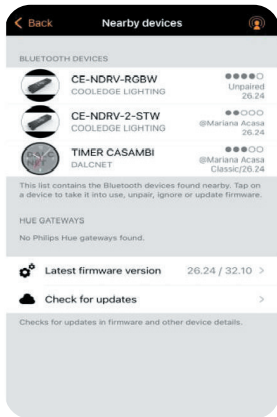 Back
Nearby devices
BLUETOOTH DEVICES
CE-NDRV-RGBW
COOLEDGE LIGHTING
Unpaired
26.24
CE-NDRV-2-STW
COOLEDGE LIGHTING
@Mariana Acasa
26.24
DALC
NET
TIMER CASAMBI
DALCNET
@Mariana Acasa
Classic/26.24
This list contains the Bluetooth devices found nearby. Tap on
a device to take it into use, unpair, ignore or update firmware.
HUE GATEWAYS
No Philips Hue gateways found.
Latest firmware version 26.24 / 32.10
Check for updates
Checks for updates in firmware and other device details.